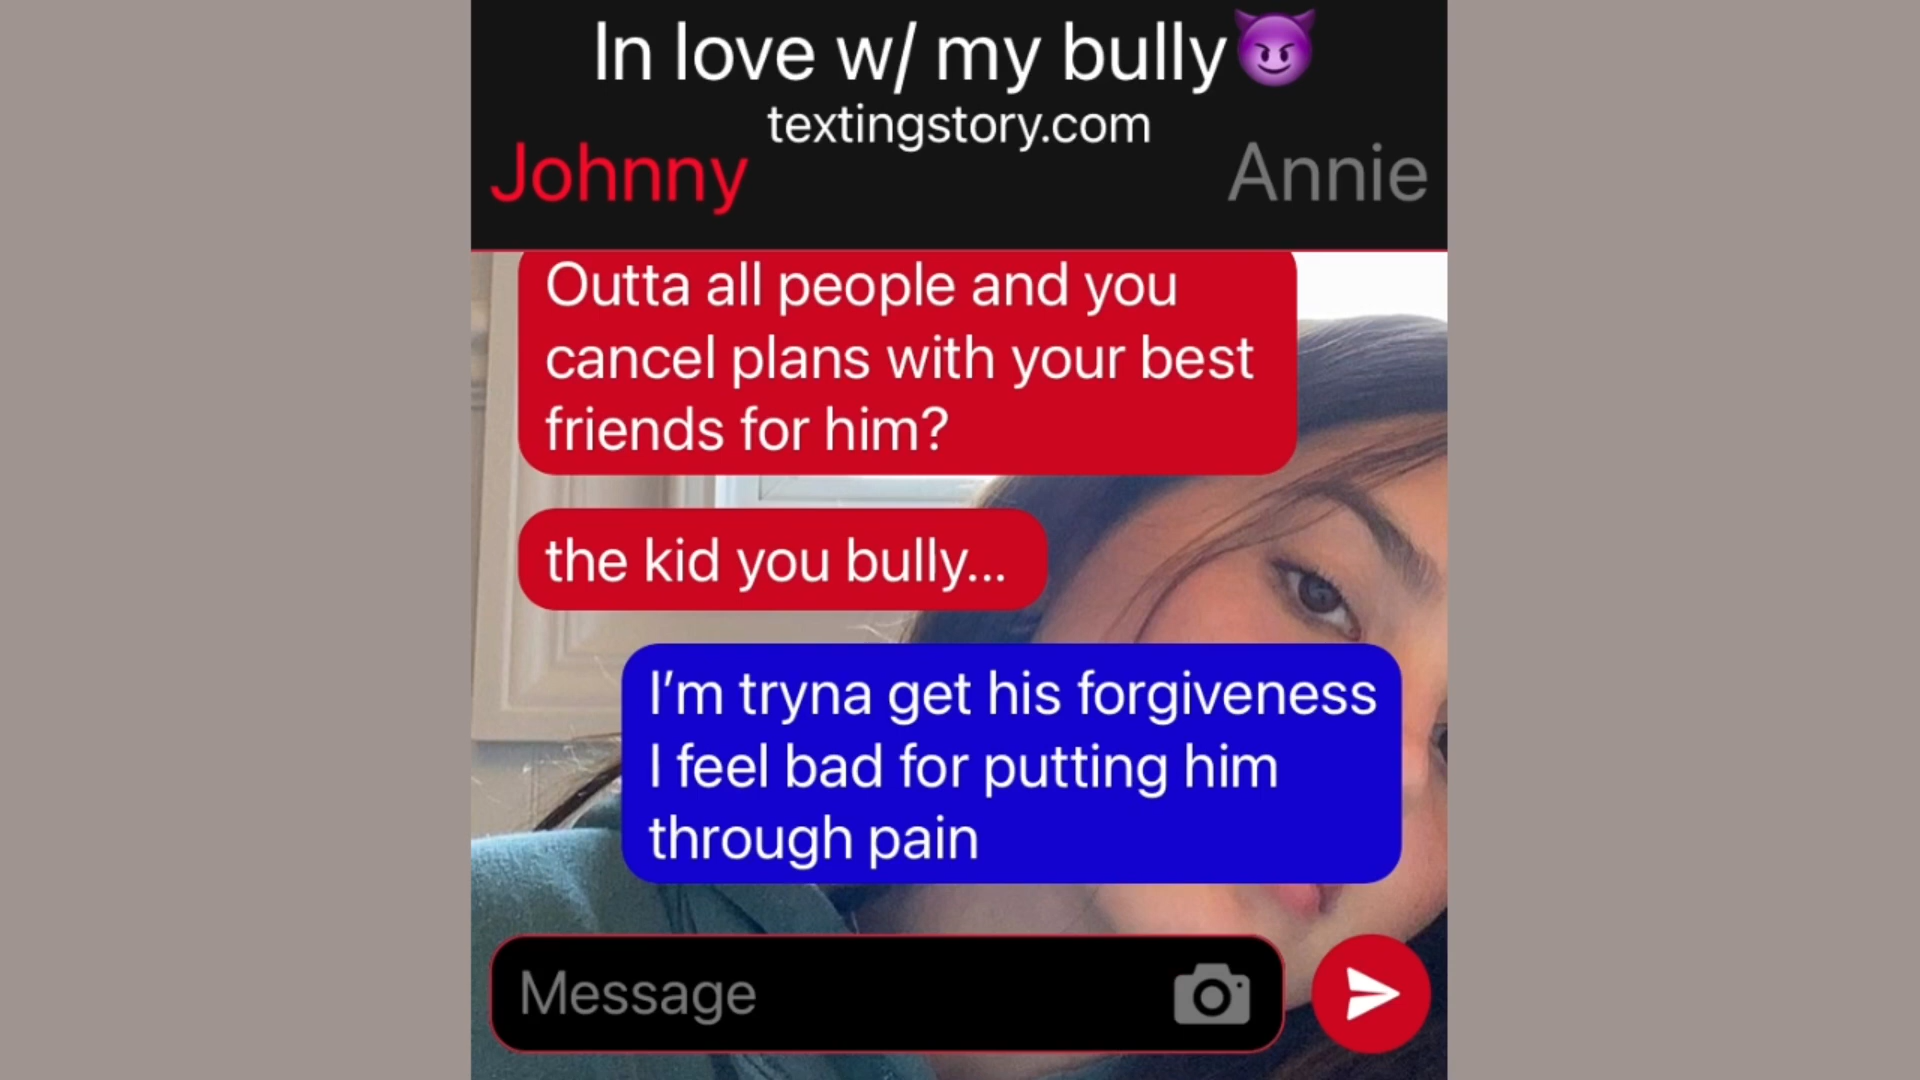 In love w/ my bully😈
textingstory.com
Johnny
Annie
Outta all people and you
cancel plans with your best
friends for him?
the kid you bully...
I’m tryna get his forgiveness
I feel bad for putting him
through pain
Message